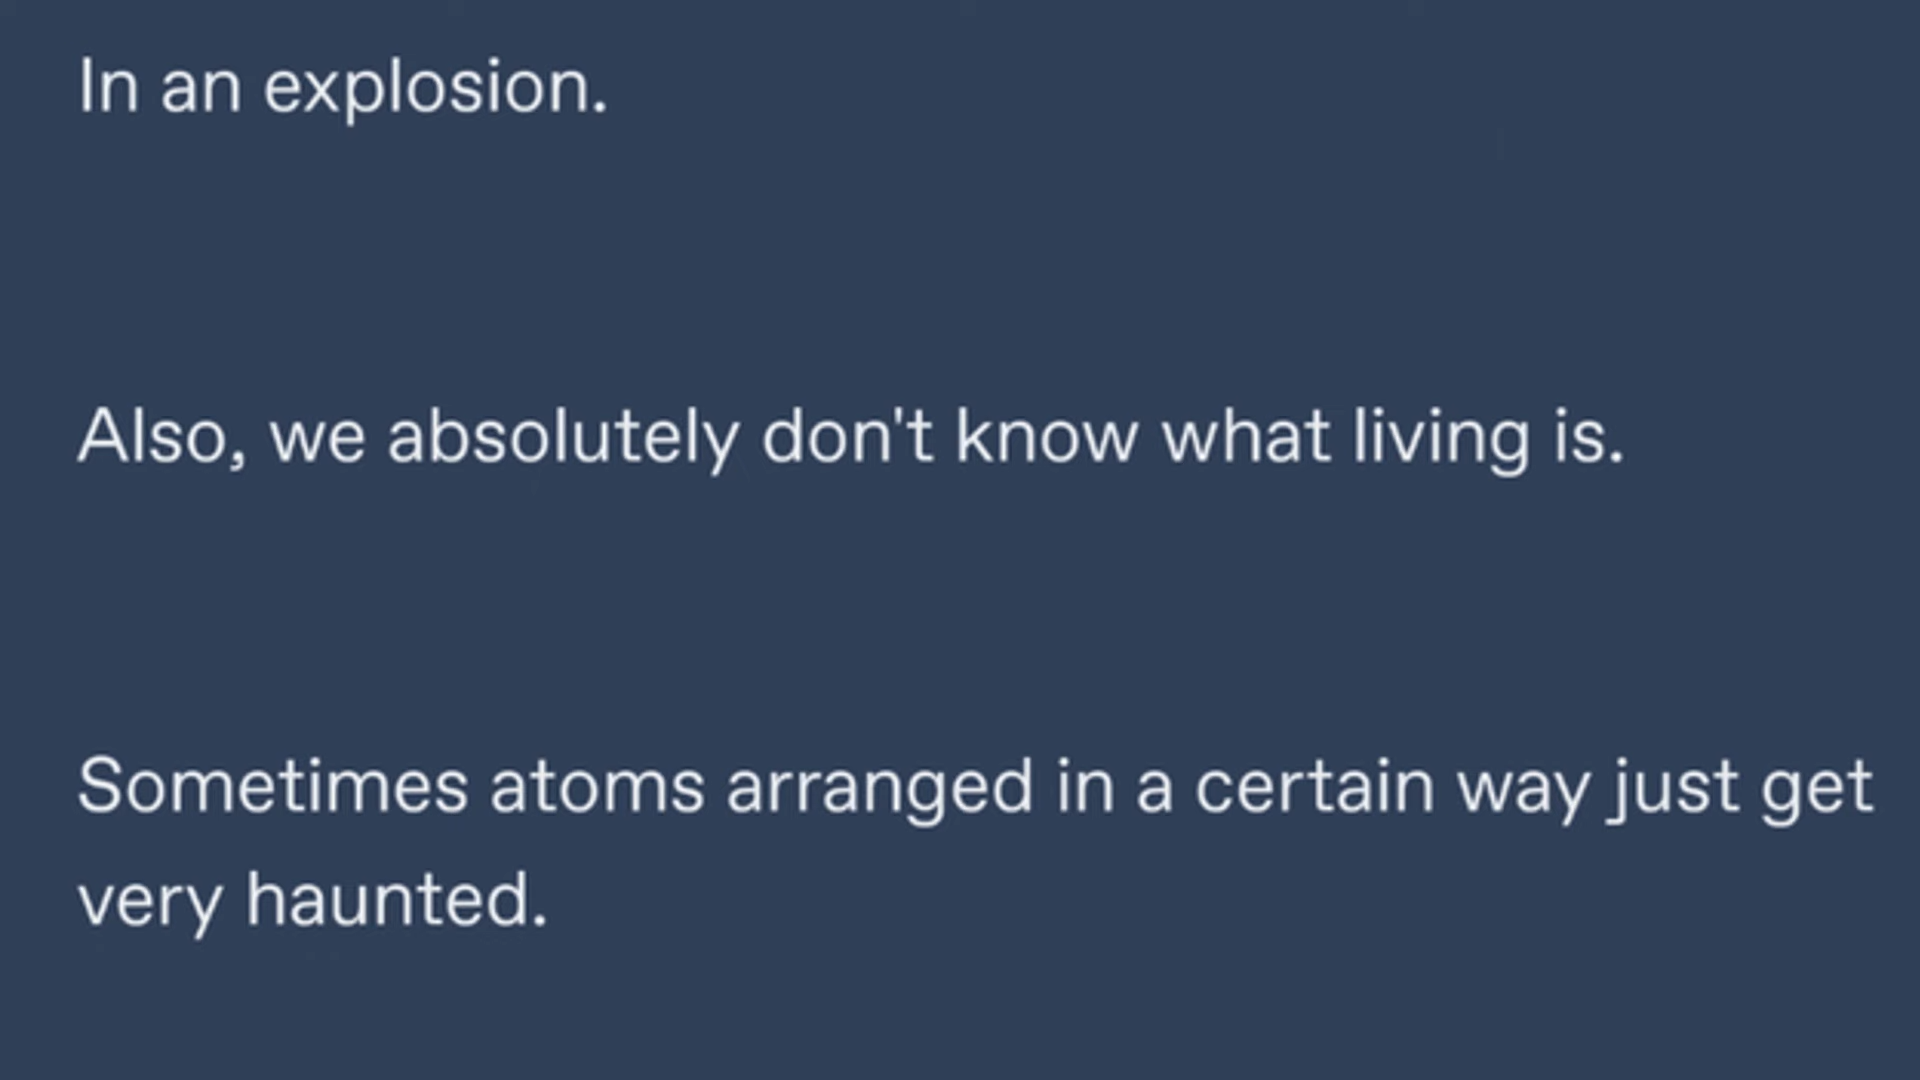 In an explosion.
Also, we absolutely don't know what living is.
Sometimes atoms arranged in a certain way just get
very haunted.